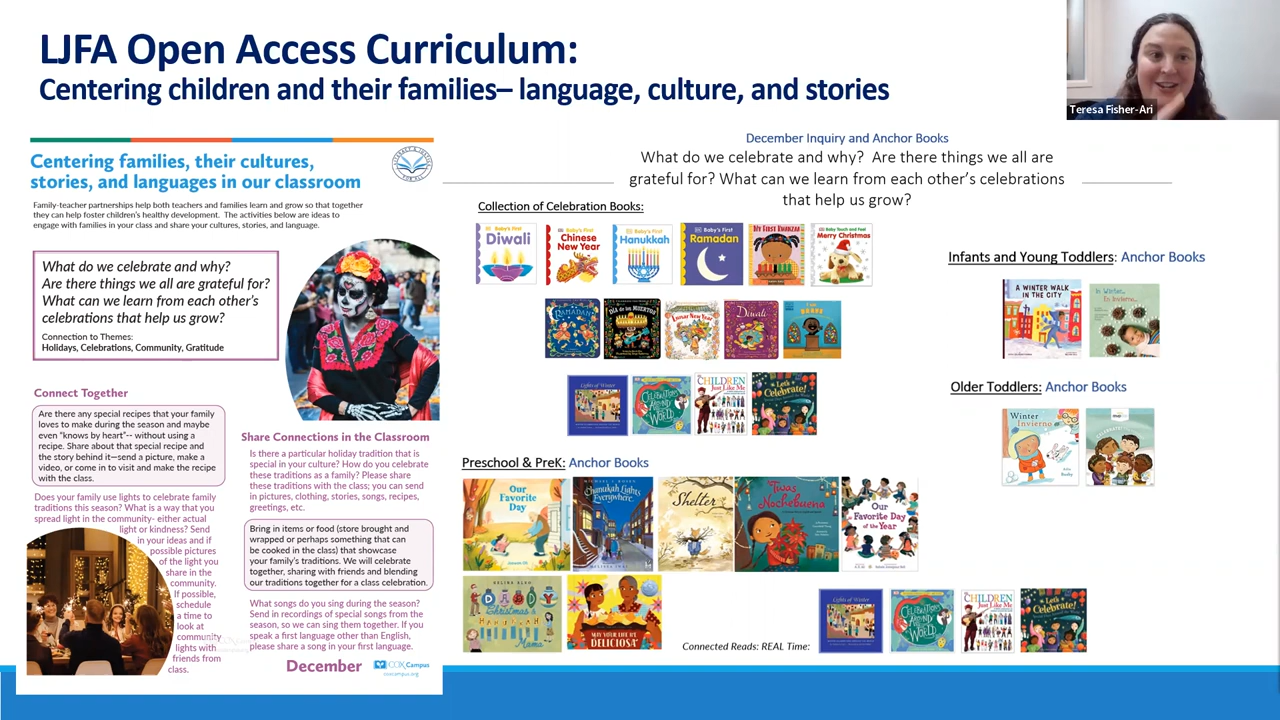 LJFA Open Access Curriculum:
Centering children and their families– language, culture, and stories
Teresa Fisher-Ari
Centering families, their cultures,
stories, and languages in our classroom
Family-teacher partnerships help both teachers and families learn and grow so that together
they can help foster children's healthy development. The activities below are ideas to
engage with families in your class and share your cultures, stories, and language.
What do we celebrate and why?
Are there things we all are grateful for?
What can we learn from each other's
celebrations that help us grow?
Connection to Themes:
Holidays, Celebrations, Community, Gratitude
Connect Together
Are there any special recipes that your family
loves to make during the season and maybe
even "knows by heart"-- without using a
recipe. Share about that special recipe and
the story behind it—send a picture, make a
video, or come in to visit and make the recipe
with the class.
Does your family use lights to celebrate family
traditions this season? What is a way that you
spread light in the community- either actual
light or kindness? Send
in your ideas and if
possible pictures
of the light you
share in the
community.
If possible,
schedule
a time to
look at
community
lights with
friends from
class.
Share Connections in the Classroom
Is there a particular holiday tradition that is
special in your culture? How do you celebrate
these traditions as a family? Please share
these traditions with the class; you can send
in pictures, clothing, stories, songs, recipes,
greetings, etc.
Bring in items or food (store brought and
wrapped or perhaps something that can
be cooked in the class) that showcase
your family's traditions. We will celebrate
together, sharing with friends and blending
our traditions together for a class celebration.
What songs do you sing during the season?
Send in recordings of special songs from the
season, so we can sing them together. If you
speak a first language other than English,
please share a song in your first language.
December
COX Campus
coxcampus.org
December Inquiry and Anchor Books
What do we celebrate and why? Are there things we all are
grateful for? What can we learn from each other's celebrations
that help us grow?
Collection of Celebration Books:
Baby's First
Diwali
Baby's First
Chinese
New Year
Baby's First
Hanukkah
Baby's First
Ramadan
MY FIRST KWANZAA
Baby Touch and Feel
Merry Christmas
RAMADAN
DÍA de los MUERTOS
Lunar New Year
Diwali
Lights of Winter
CELEBRATIONS
AROUND the
WORLD
CHILDREN
JUST LIKE ME
Let's
Celebrate!
Infants and Young Toddlers: Anchor Books
A WINTER WALK
IN THE CITY
In Winter...
En Invierno...
Older Toddlers: Anchor Books
Winter
Invierno
CELEBRATE!
Preschool & PreK: Anchor Books
Our
Favorite
Day
Chanukah Lights
Everywhere
Shelter
'Twas
Nochebuena
Our
Favorite Day
of the Year
DADDY
Christmas &
HANUKKAH
Mama
MAY YOUR LIFE BE
DELICIOSA
Connected Reads: REAL Time:
Lights of Winter
CELEBRATIONS
AROUND the
WORLD
CHILDREN
JUST LIKE ME
Let's
Celebrate!